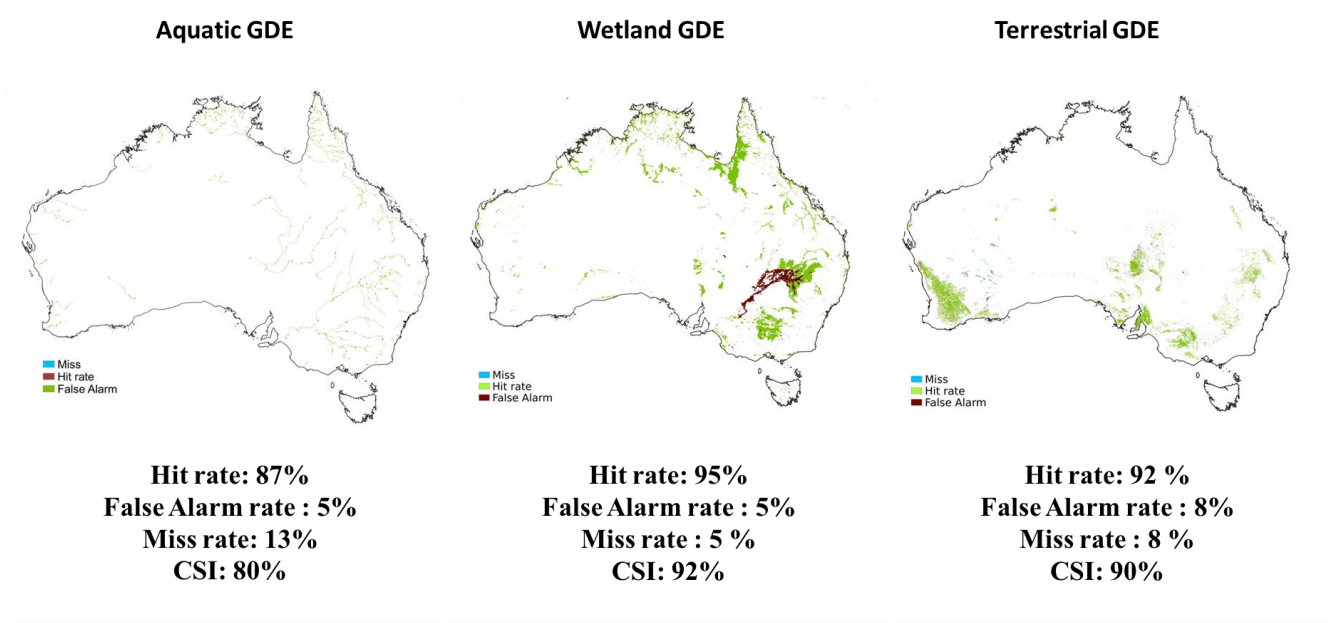 Aquatic GDE
Wetland GDE
Terrestrial GDE
Miss
Hit rate
False Alarm
Miss
Hit rate
False Alarm
Miss
Hit rate
False Alarm
Hit rate: 87%
False Alarm rate : 5%
Miss rate: 13%
CSI: 80%
Hit rate: 95%
False Alarm rate : 5%
Miss rate : 5 %
CSI: 92%
Hit rate: 92 %
False Alarm rate : 8%
Miss rate : 8 %
CSI: 90%